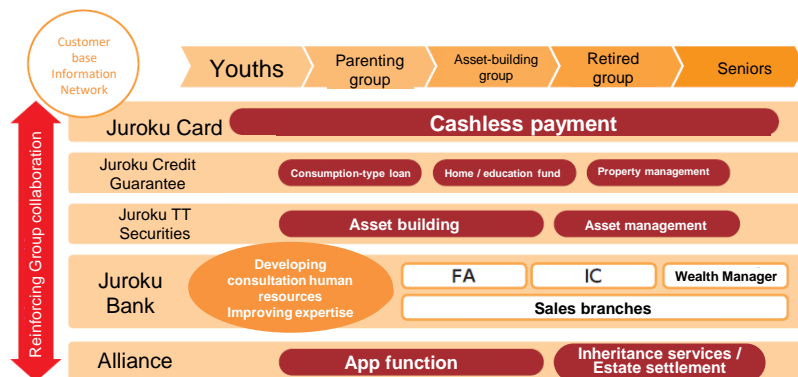 Customer
base
Information
Network
Youths
Parenting
group
Asset-building
group
Retired
group
Seniors
Reinforcing Group collaboration
Juroku Card
Cashless payment
Juroku Credit
Guarantee
Consumption-type loan
Home / education fund
Property management
Juroku TT
Securities
Asset building
Asset management
Juroku
Bank
Developing
consultation human
resources
Improving expertise
FA
IC
Wealth Manager
Sales branches
Alliance
App function
Inheritance services /
Estate settlement